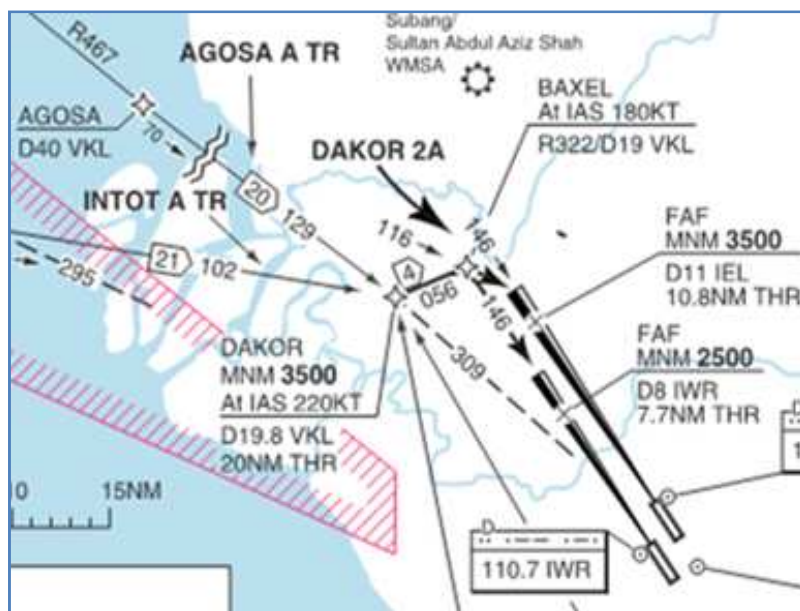 Subang/
Sultan Abdul Aziz Shah
WMSA
R467
AGOSA A TR
AGOSA
D40 VKL
70
BAXEL
At IAS 180KT
R322/D19 VKL
DAKOR 2A
INTOT A TR
20
129
116
146
FAF
MNM 3500
D11 IEL
10.8NM THR
295
21
102
4
056
146
309
FAF
MNM 2500
D8 IWR
7.7NM THR
DAKOR
MNM 3500
At IAS 220KT
D19.8 VKL
20NM THR
15NM
D
110.7 IWR